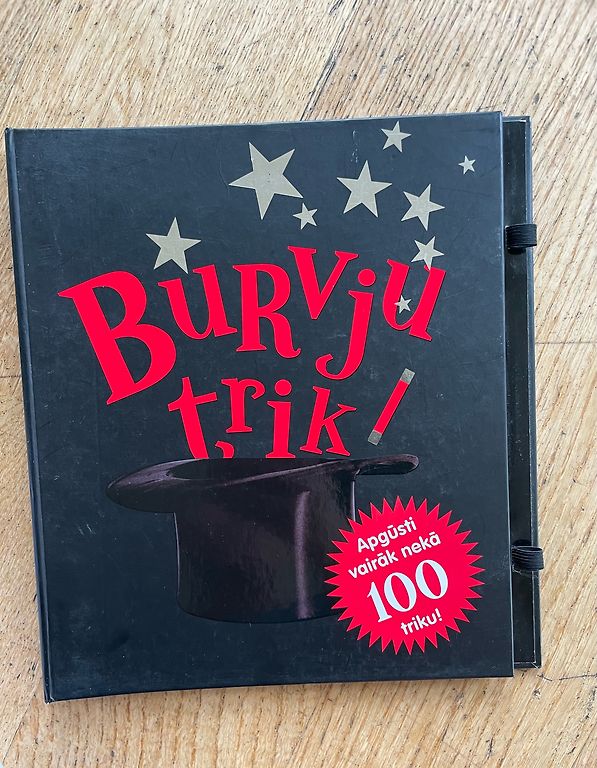 BuRVju
tRiki
Apgūsti
vairāk nekā
100
triku!